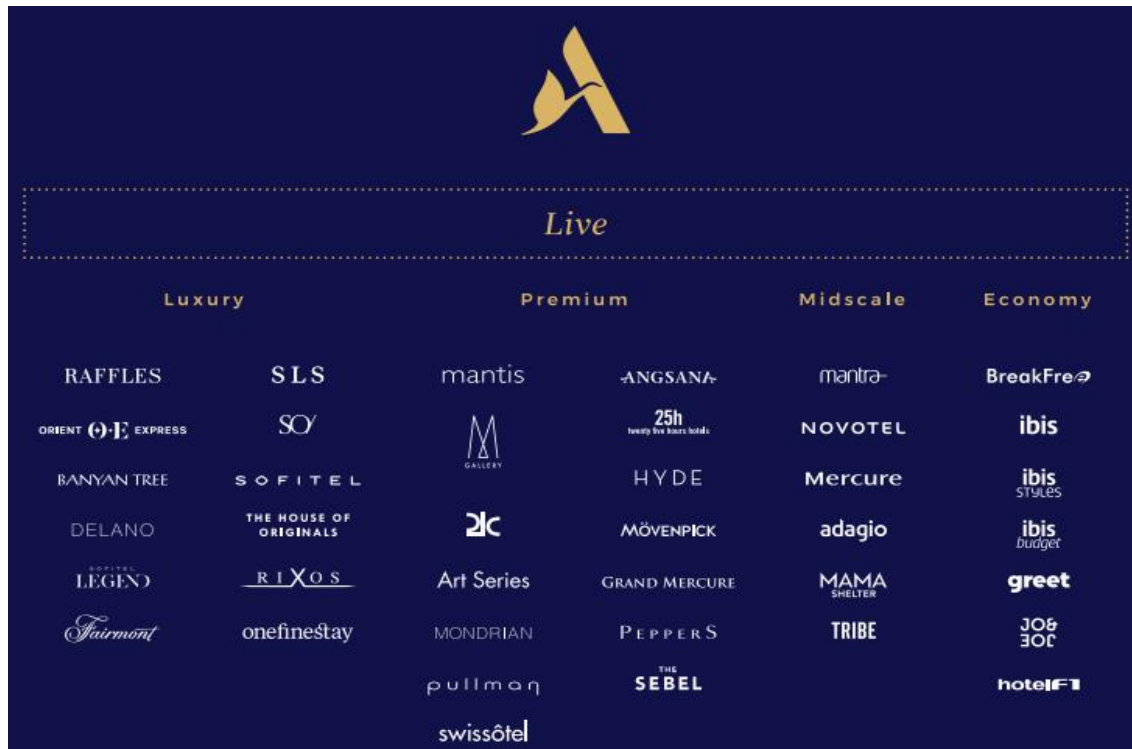 Live
Luxury
Premium
Midscale
Economy
RAFFLES
SLS
mantis
ANGSANA
mantra
BreakFree
ORIENT O·E EXPRESS
SO/
M
GALLERY
25h
twenty five hours hotels
NOVOTEL
ibis
BANYAN TREE
SOFITEL
HYDE
Mercure
ibis
STYLES
DELANO
THE HOUSE OF
ORIGINALS
21c
MÖVENPICK
adagio
ibis
budget
SOFITEL
LEGEND
RIXOS
Art Series
GRAND MERCURE
MAMA
SHELTER
greet
Fairmont
onefinestay
MONDRIAN
PEPPERS
TRIBE
JO&
JOE
pullman
THE
SEBEL
hotelF1
swissôtel